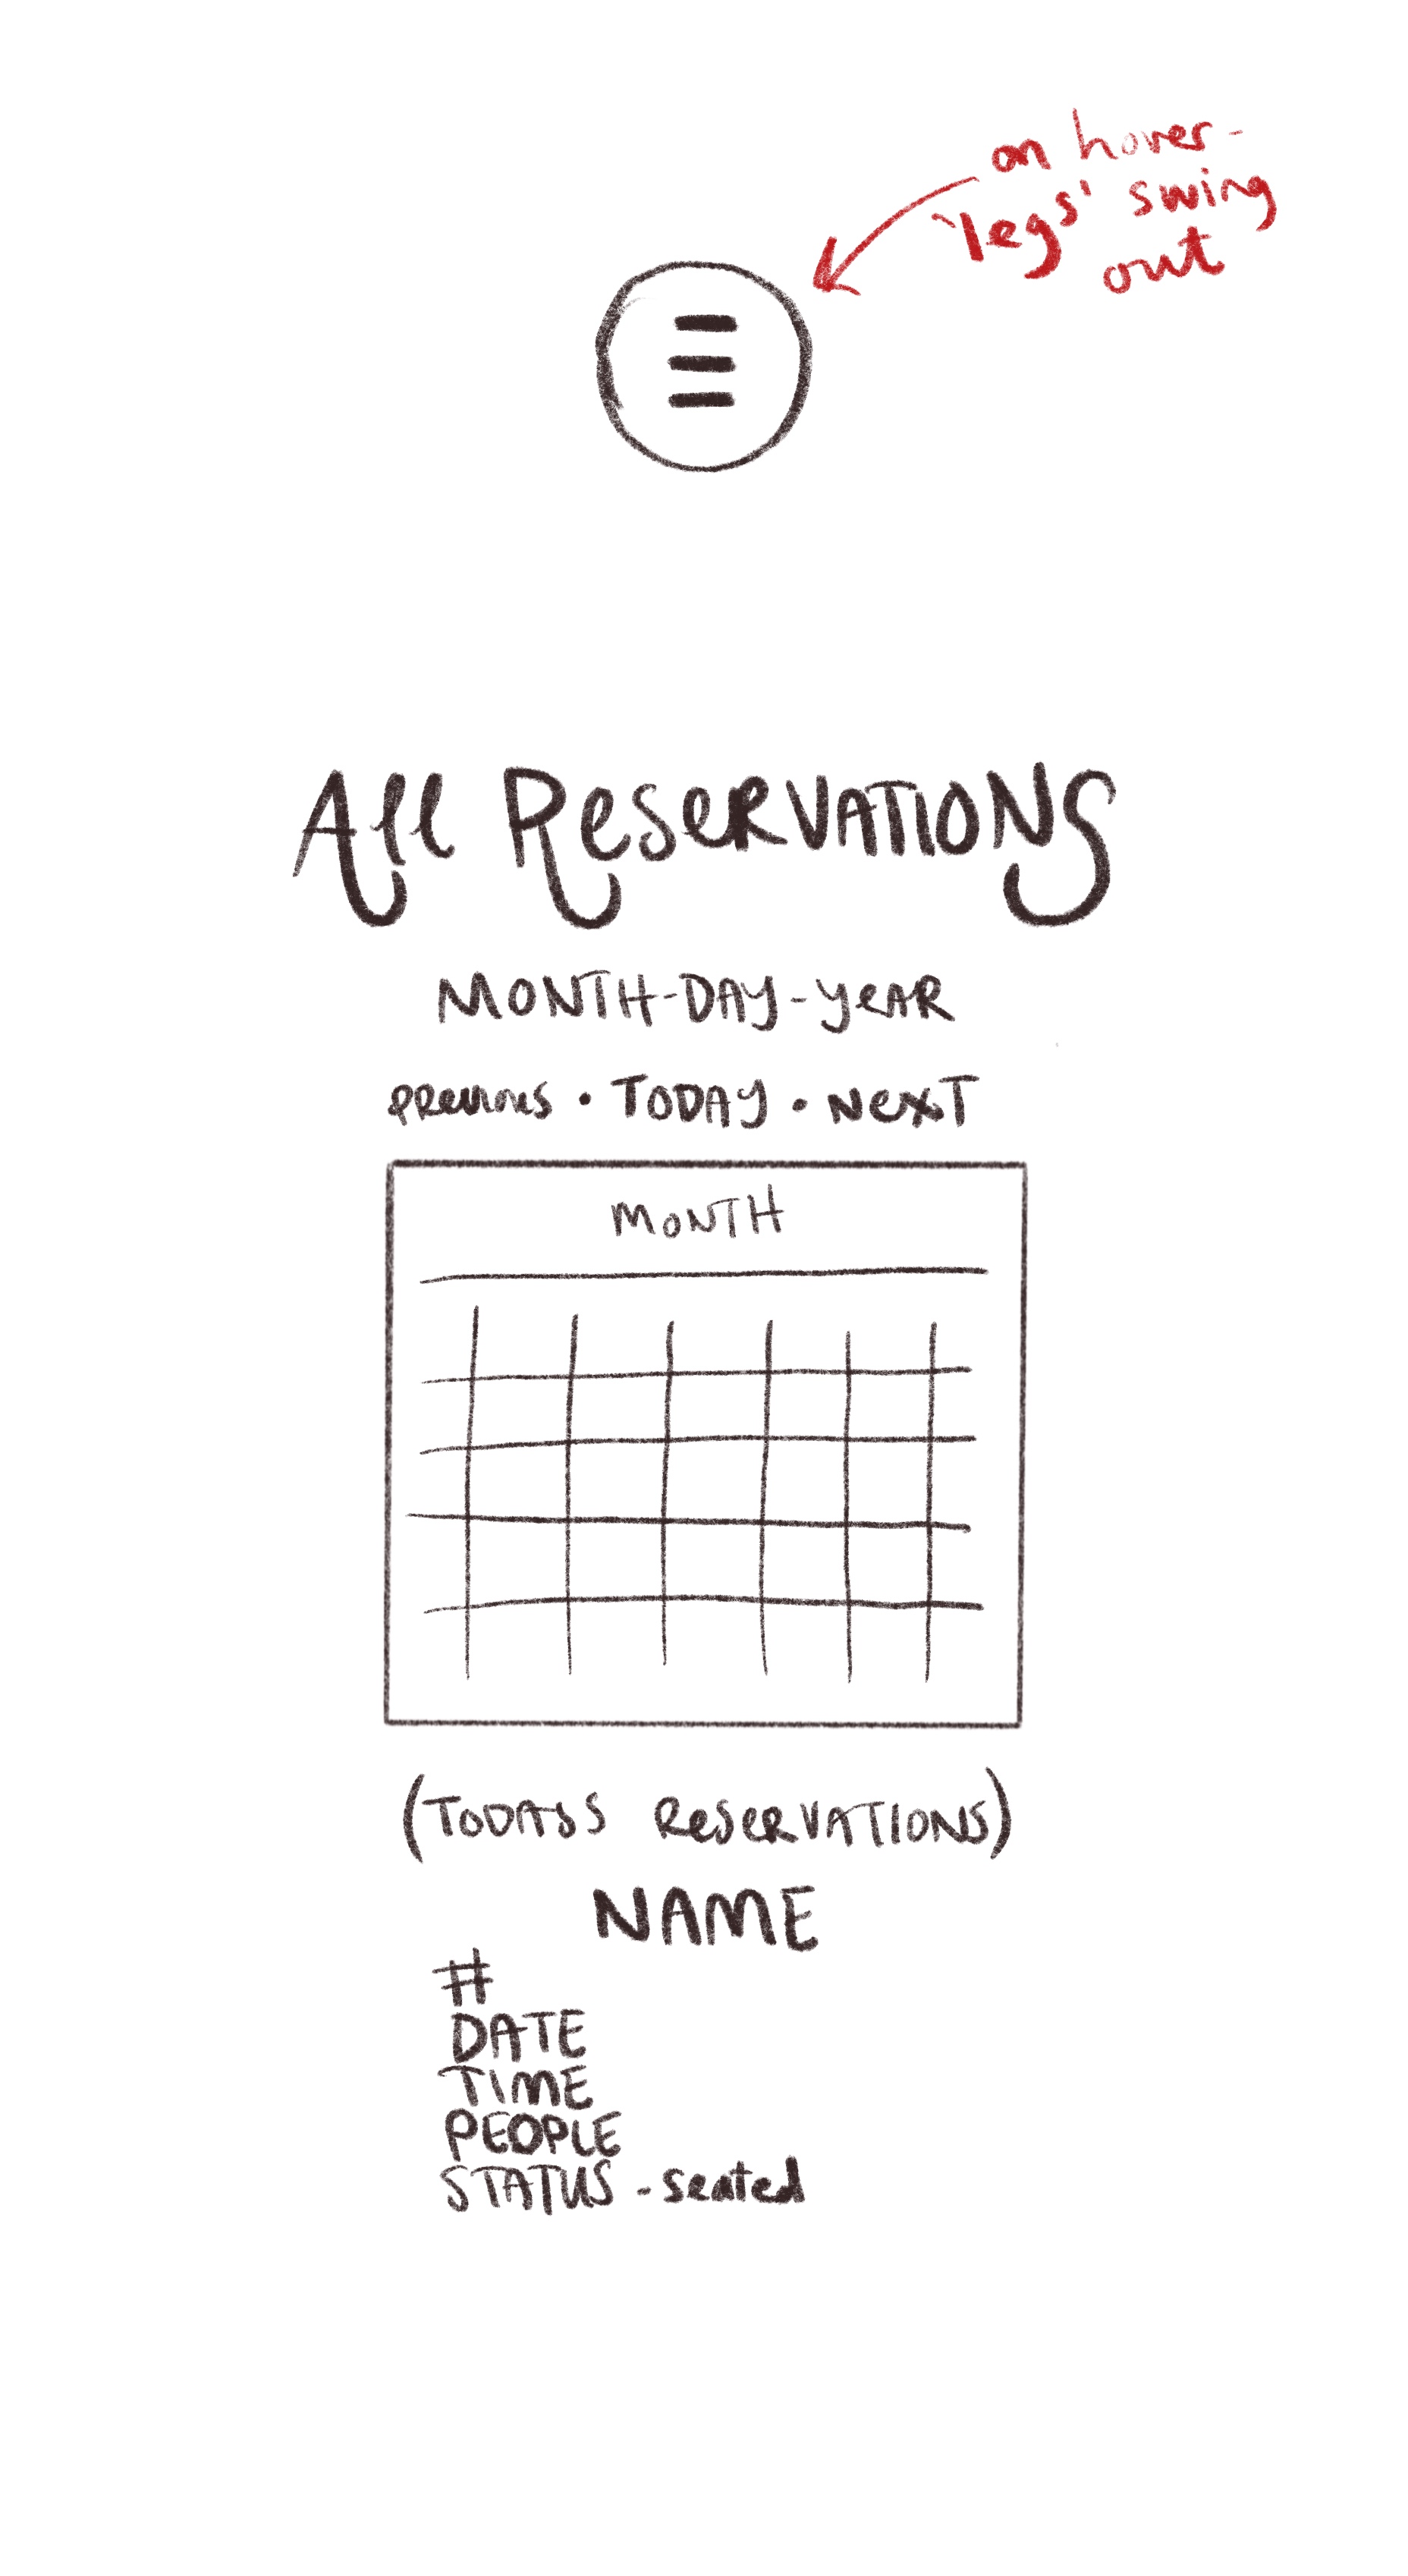 on hover-
'legs' swing
out
All Reservations
MONTH-DAY-YEAR
previous • TODAY • NEXT
MONTH
(TODAYS RESERVATIONS)
NAME
#
DATE
TIME
PEOPLE
STATUS - seated